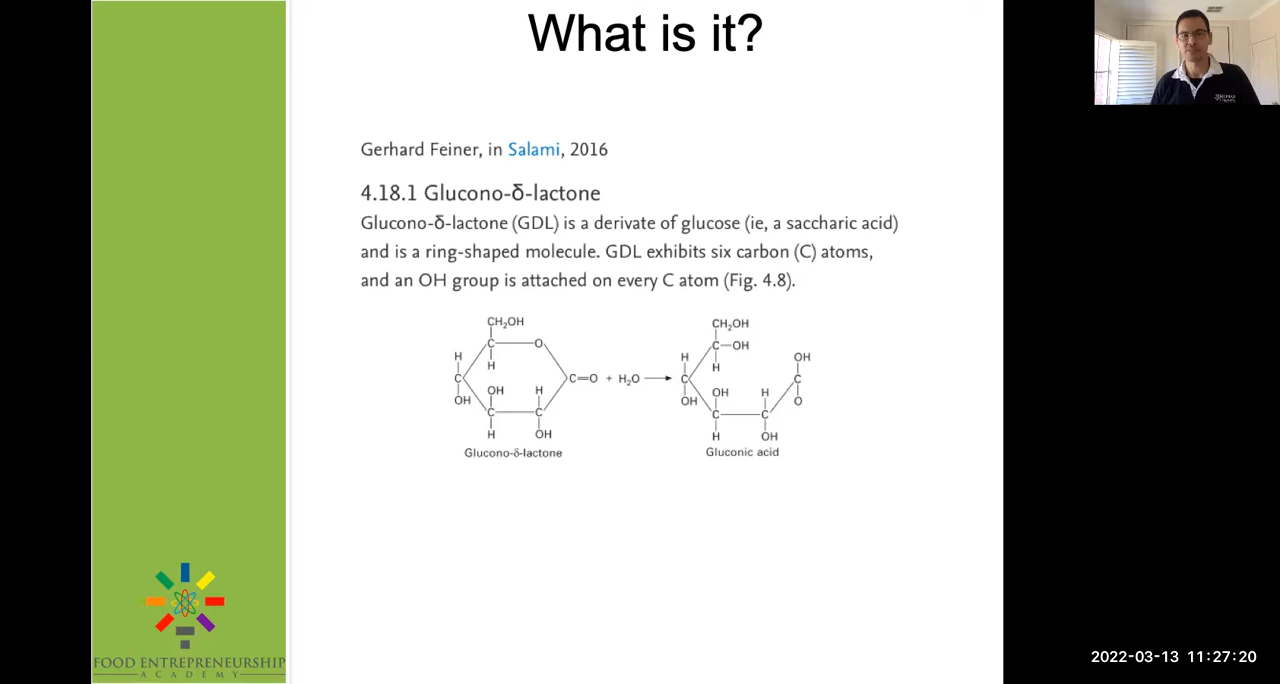 What is it?
Gerhard Feiner, in Salami, 2016
4.18.1 Glucono-δ-lactone
Glucono-δ-lactone (GDL) is a derivate of glucose (ie, a saccharic acid)
and is a ring-shaped molecule. GDL exhibits six carbon (C) atoms,
and an OH group is attached on every C atom (Fig. 4.8).
CH₂OH
C O
H H
C C=O + H₂O
OH OH H
C C
H OH
Glucono-δ-lactone
CH₂OH
C-OH
H H OH
C C
OH OH H O
C C
H OH
Gluconic acid
FOOD ENTREPRENEURSHIP
ACADEMY
2022-03-13 11:27:20